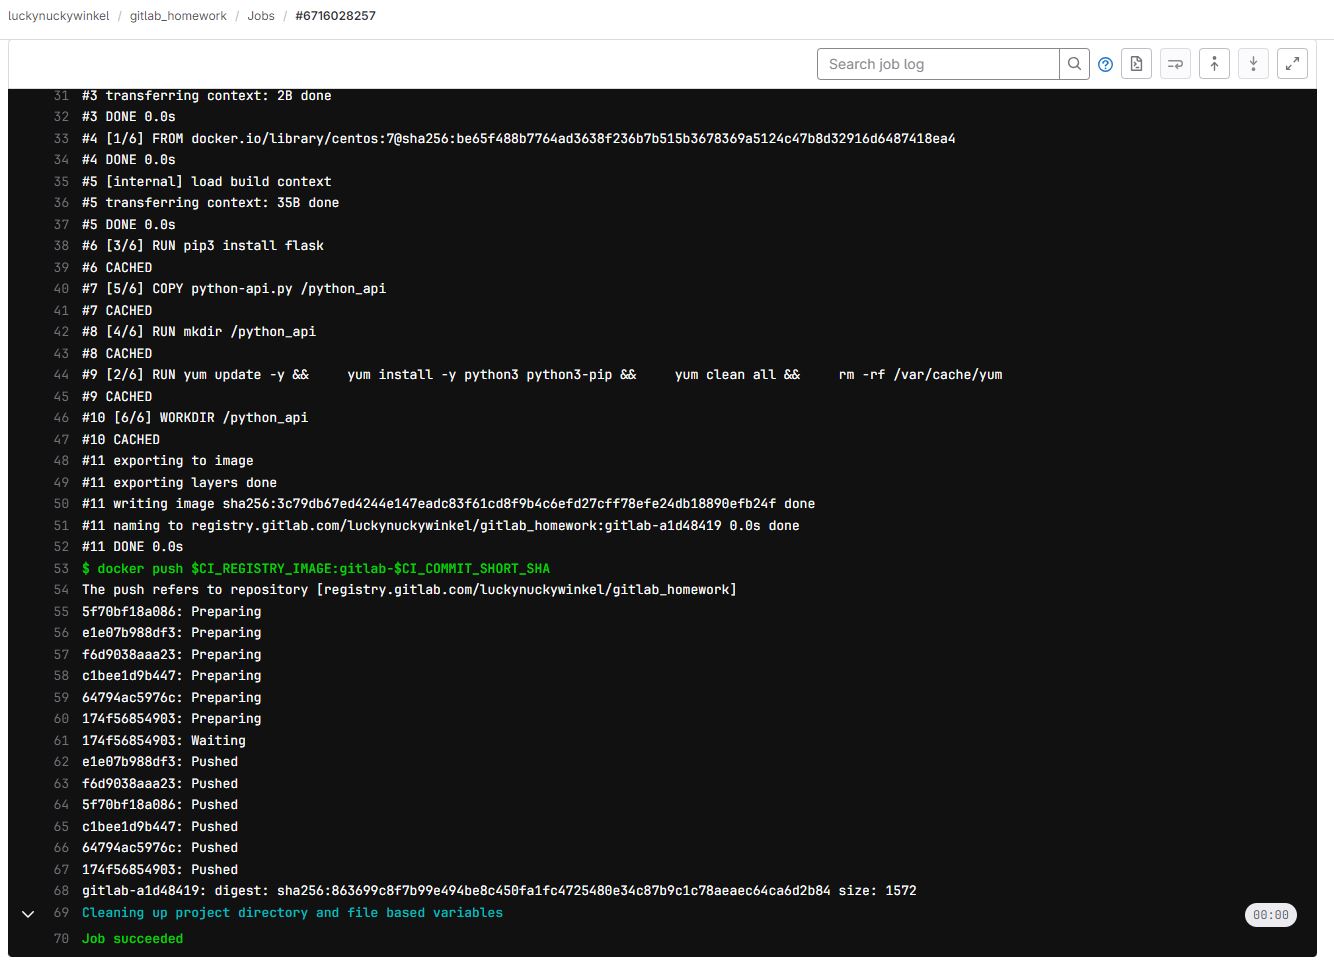 luckynuckywinkel / gitlab_homework / Jobs / #6716028257
Search job log
31 #3 transferring context: 2B done
32 #3 DONE 0.0s
33 #4 [1/6] FROM docker.io/library/centos:7@sha256:be65f488b7764ad3638f236b7b515b3678369a5124c47b8d32916d6487418ea4
34 #4 DONE 0.0s
35 #5 [internal] load build context
36 #5 transferring context: 35B done
37 #5 DONE 0.0s
38 #6 [3/6] RUN pip3 install flask
39 #6 CACHED
40 #7 [5/6] COPY python-api.py /python_api
41 #7 CACHED
42 #8 [4/6] RUN mkdir /python_api
43 #8 CACHED
44 #9 [2/6] RUN yum update -y &&     yum install -y python3 python3-pip &&     yum clean all &&     rm -rf /var/cache/yum
45 #9 CACHED
46 #10 [6/6] WORKDIR /python_api
47 #10 CACHED
48 #11 exporting to image
49 #11 exporting layers done
50 #11 writing image sha256:3c79db67ed4244e147eadc83f61cd8f9b4c6efd27cff78efe24db18890efb24f done
51 #11 naming to registry.gitlab.com/luckynuckywinkel/gitlab_homework:gitlab-a1d48419 0.0s done
52 #11 DONE 0.0s
53 $ docker push $CI_REGISTRY_IMAGE:gitlab-$CI_COMMIT_SHORT_SHA
54 The push refers to repository [registry.gitlab.com/luckynuckywinkel/gitlab_homework]
55 5f70bf18a086: Preparing
56 e1e07b988df3: Preparing
57 f6d9038aaa23: Preparing
58 c1bee1d9b447: Preparing
59 64794ac5976c: Preparing
60 174f56854903: Preparing
61 174f56854903: Waiting
62 e1e07b988df3: Pushed
63 f6d9038aaa23: Pushed
64 5f70bf18a086: Pushed
65 c1bee1d9b447: Pushed
66 64794ac5976c: Pushed
67 174f56854903: Pushed
68 gitlab-a1d48419: digest: sha256:863699c8f7b99e494be8c450fa1fc4725480e34c87b9c1c78aeaec64ca6d2b84 size: 1572
69 Cleaning up project directory and file based variables 00:00
70 Job succeeded